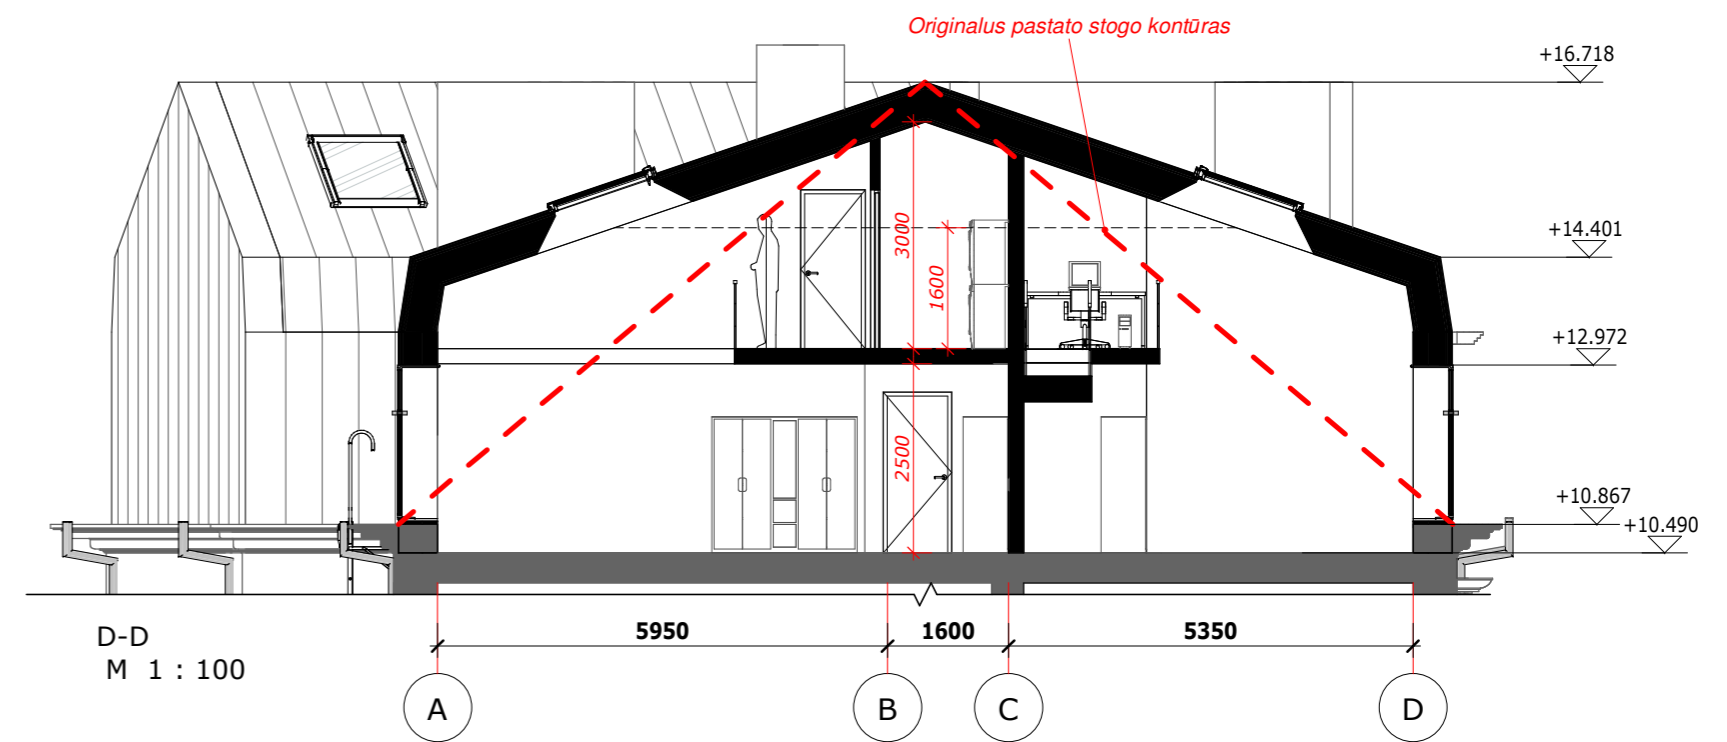 Originalus pastato stogo kontūras
+16.718
+14.401
+12.972
+10.867
+10.490
3000
1600
2500
5950
1600
5350
D-D
M 1 : 100
A
B
C
D